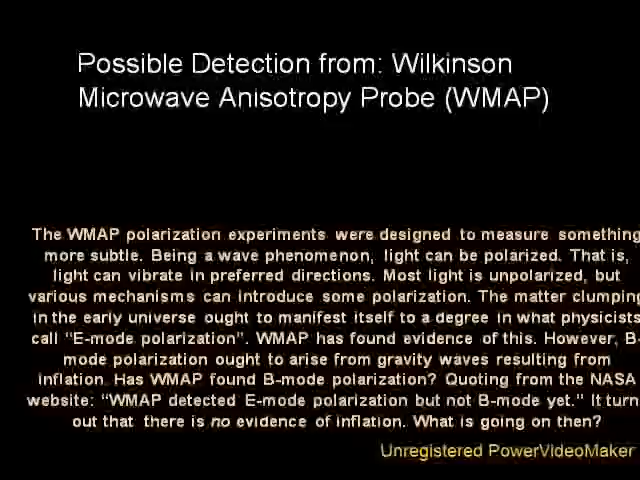 Possible Detection from: Wilkinson
Microwave Anisotropy Probe (WMAP)
The WMAP polarization experiments were designed to measure something
more subtle. Being a wave phenomenon, light can be polarized. That is,
light can vibrate in preferred directions. Most light is unpolarized, but
various mechanisms can introduce some polarization. The matter clumping
in the early universe ought to manifest itself to a degree in what physicists
call “E-mode polarization”. WMAP has found evidence of this. However, B-
mode polarization ought to arise from gravity waves resulting from
inflation. Has WMAP found B-mode polarization? Quoting from the NASA
website: “WMAP detected E-mode polarization but not B-mode yet.” It turn
out that there is no evidence of inflation. What is going on then?
Unregistered PowerVideoMaker